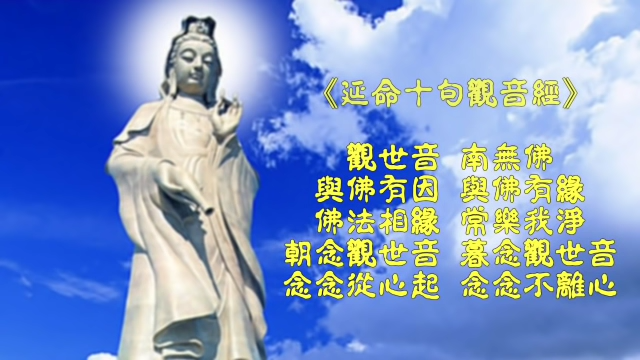 《延命十句觀音經》
觀世音 南無佛
與佛有因 與佛有緣
佛法相緣 常樂我淨
朝念觀世音 暮念觀世音
念念從心起 念念不離心